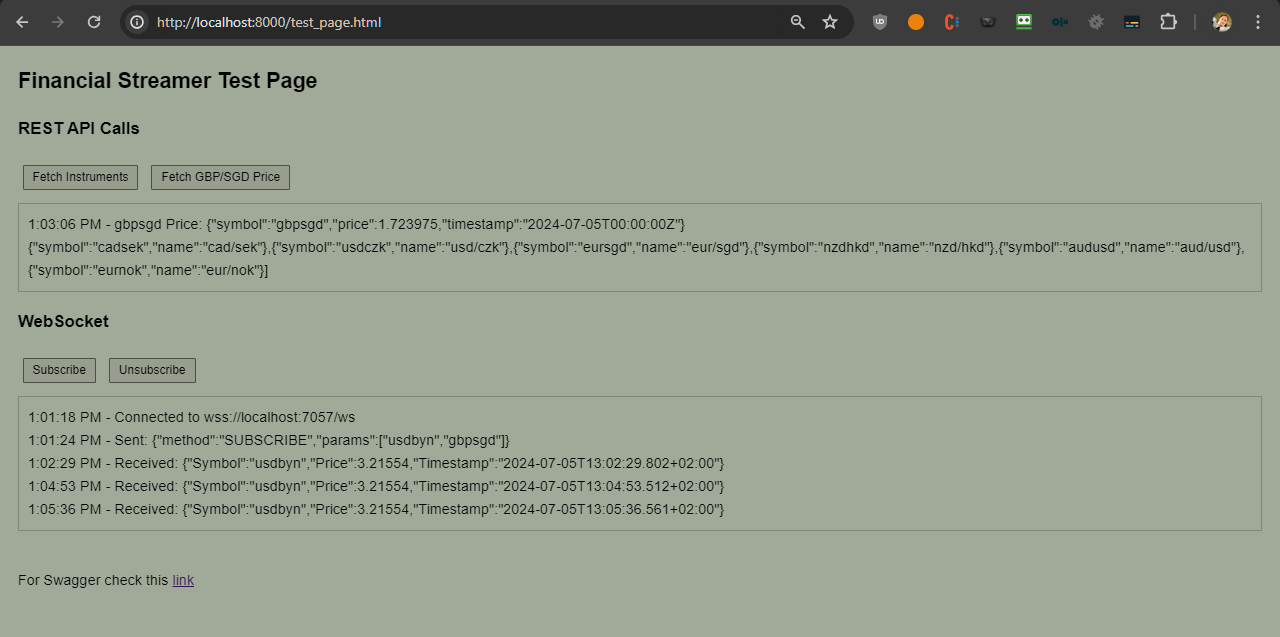 http://localhost:8000/test_page.html
Financial Streamer Test Page
REST API Calls
Fetch Instruments Fetch GBP/SGD Price
1:03:06 PM - gbpsgd Price: {"symbol":"gbpsgd","price":1.723975,"timestamp":"2024-07-05T00:00:00Z"}
{"symbol":"cadsek","name":"cad/sek"},{"symbol":"usdczk","name":"usd/czk"},{"symbol":"eursgd","name":"eur/sgd"},{"symbol":"nzdhkd","name":"nzd/hkd"},{"symbol":"audusd","name":"aud/usd"},
{"symbol":"eurnok","name":"eur/nok"}]
WebSocket
Subscribe Unsubscribe
1:01:18 PM - Connected to wss://localhost:7057/ws
1:01:24 PM - Sent: {"method":"SUBSCRIBE","params":["usdbyn","gbpsgd"]}
1:02:29 PM - Received: {"Symbol":"usdbyn","Price":3.21554,"Timestamp":"2024-07-05T13:02:29.802+02:00"}
1:04:53 PM - Received: {"Symbol":"usdbyn","Price":3.21554,"Timestamp":"2024-07-05T13:04:53.512+02:00"}
1:05:36 PM - Received: {"Symbol":"usdbyn","Price":3.21554,"Timestamp":"2024-07-05T13:05:36.561+02:00"}
For Swagger check this link